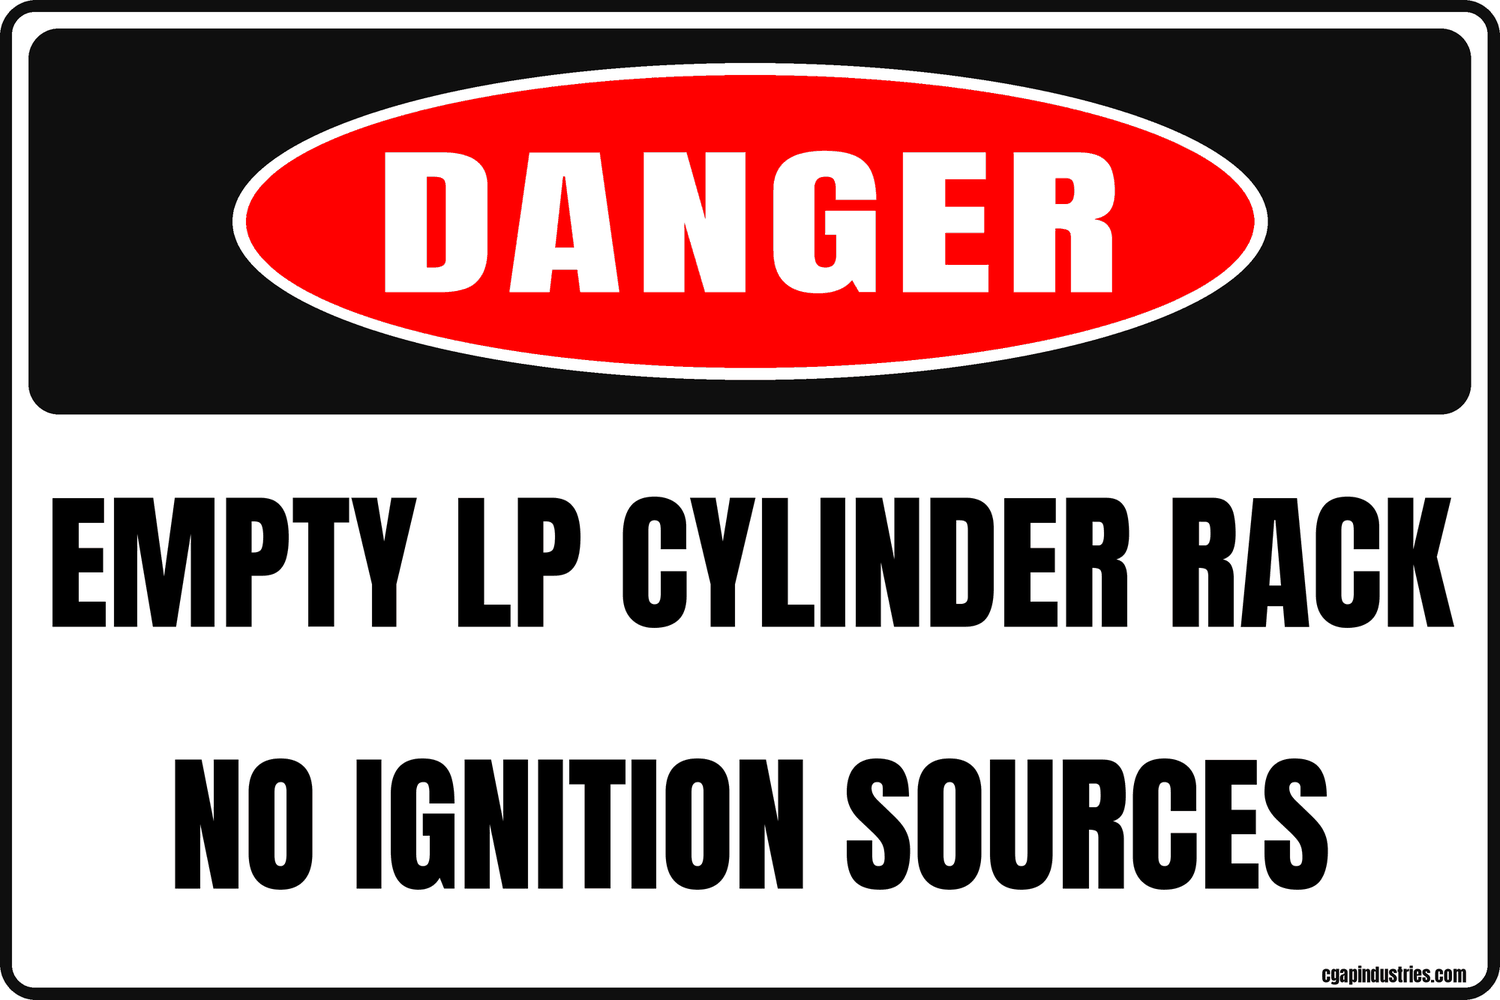 DANGER
EMPTY LP CYLINDER RACK
NO IGNITION SOURCES
cgapindustries.com